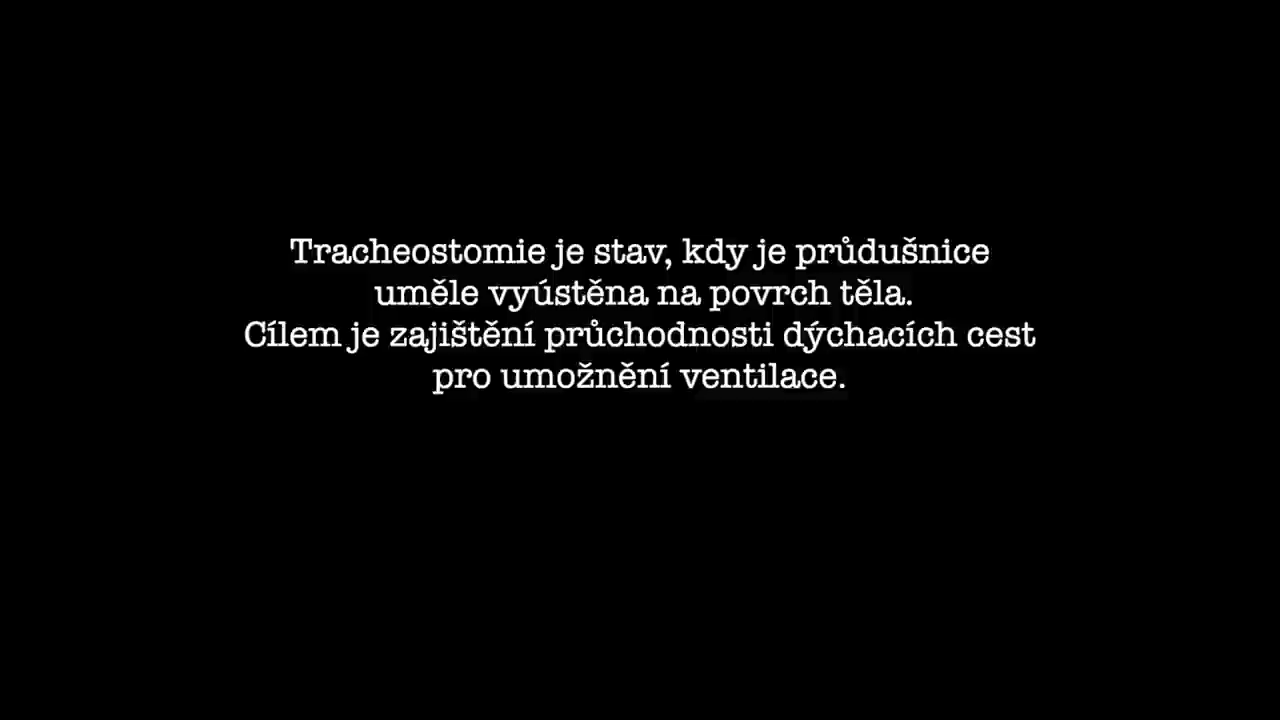 Tracheostomie je stav, kdy je průdušnice
uměle vyústěna na povrch těla.
Cílem je zajištění průchodnosti dýchacích cest
pro umožnění ventilace.